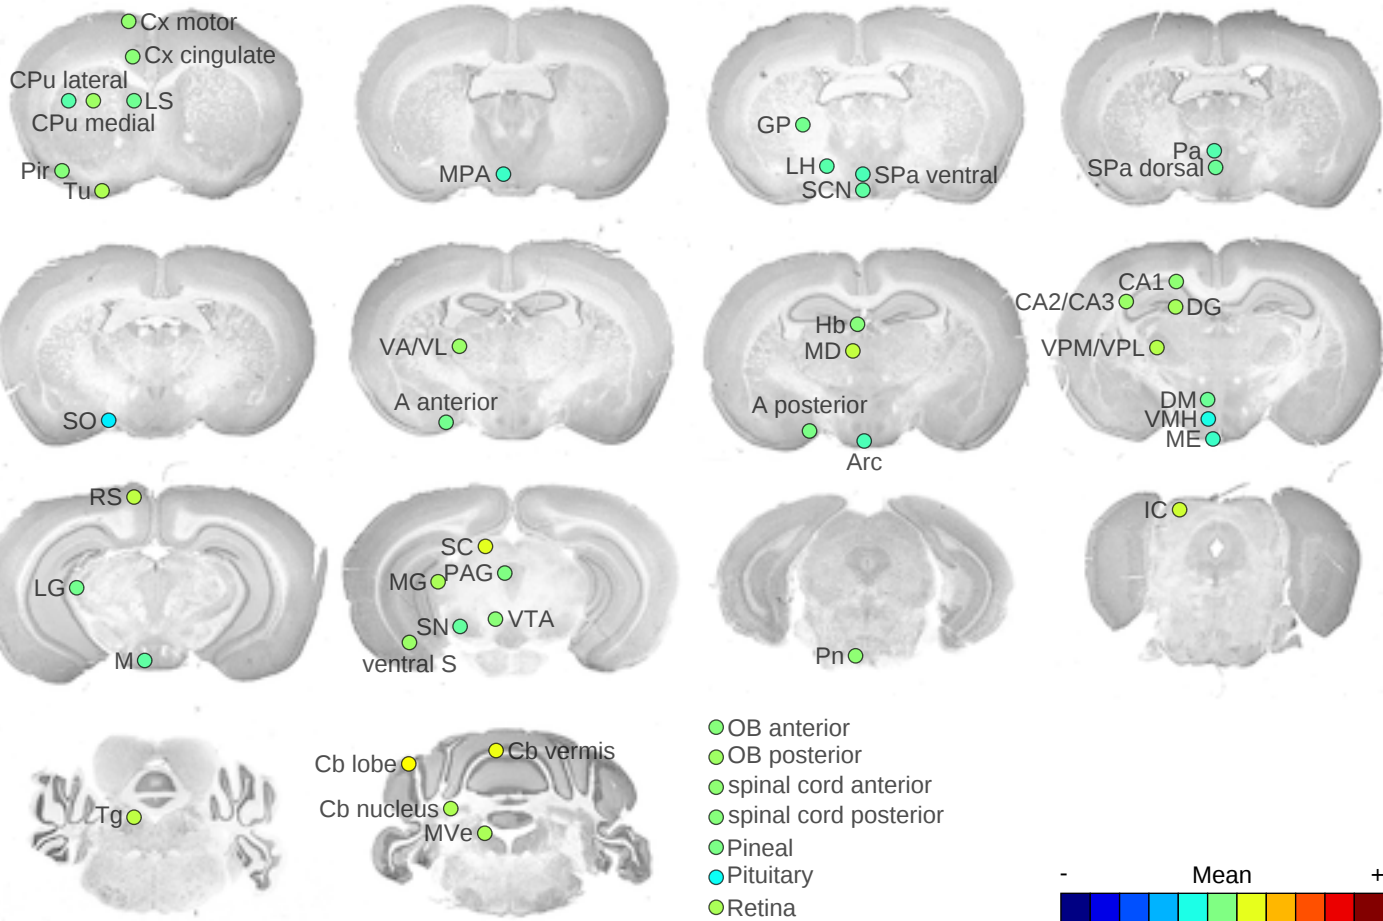 Cx motor
Cx cingulate
CPu lateral
LS
CPu medial
Pir
Tu
MPA
GP
LH
SPa ventral
SCN
Pa
SPa dorsal
SO
VA/VL
A anterior
Hb
MD
A posterior
Arc
CA1
CA2/CA3
DG
VPM/VPL
DM
VMH
ME
RS
LG
M
SC
MG
PAG
SN
VTA
ventral S
Pn
IC
Tg
Cb lobe
Cb vermis
Cb nucleus
MVe
OB anterior
OB posterior
spinal cord anterior
spinal cord posterior
Pineal
Pituitary
Retina
- Mean +